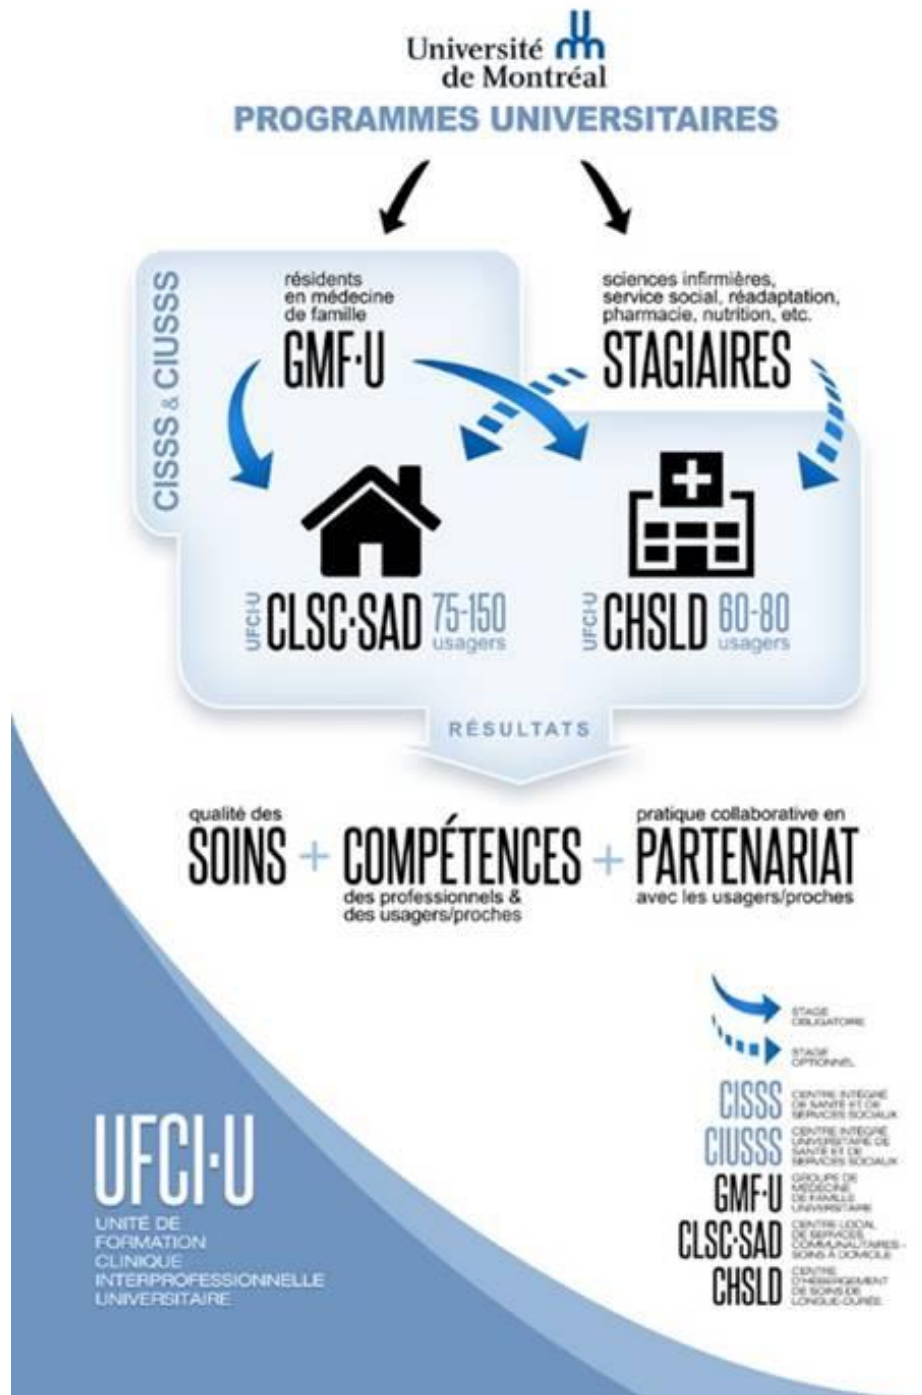 Université
de Montréal
PROGRAMMES UNIVERSITAIRES
CISSS & CIUSSS
résidents
en médecine
de famille
GMF·U
sciences infirmières,
service social, réadaptation,
pharmacie, nutrition, etc.
STAGIAIRES
UFCI·U
CLSC·SAD
75-150
usagers
UFCI·U
CHSLD
60-80
usagers
RÉSULTATS
qualité des
SOINS
+
COMPÉTENCES
des professionnels &
des usagers/proches
+
pratique collaborative en
PARTENARIAT
avec les usagers/proches
STAGE
OBLIGATOIRE
STAGE
OPTIONNEL
CISSS
CENTRE INTÉGRÉ
DE SANTÉ ET DE
SERVICES SOCIAUX
CIUSSS
CENTRE INTÉGRÉ
UNIVERSITAIRE DE
SANTÉ ET DE
SERVICES SOCIAUX
GMF·U
GROUPE DE
MÉDECINE
DE FAMILLE
UNIVERSITAIRE
CLSC·SAD
CENTRE LOCAL
DE SERVICES
COMMUNAUTAIRES -
SOINS À DOMICILE
CHSLD
CENTRE
D'HÉBERGEMENT
DE SOINS DE
LONGUE-DURÉE
UFCI·U
UNITÉ DE
FORMATION
CLINIQUE
INTERPROFESSIONNELLE
UNIVERSITAIRE